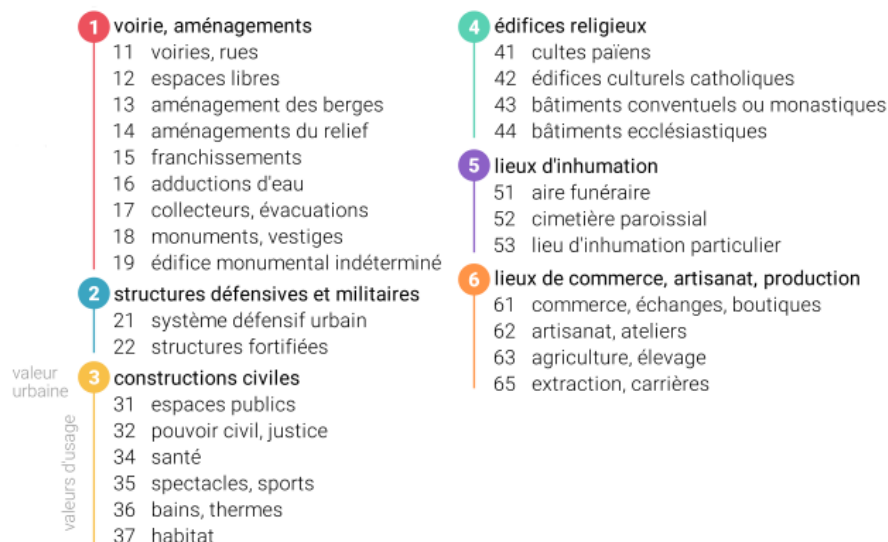 1 voirie, aménagements
11 voiries, rues
12 espaces libres
13 aménagement des berges
14 aménagements du relief
15 franchissements
16 adductions d'eau
17 collecteurs, évacuations
18 monuments, vestiges
19 édifice monumental indéterminé
2 structures défensives et militaires
21 système défensif urbain
22 structures fortifiées
valeur
urbaine
3 constructions civiles
valeurs d'usage
31 espaces publics
32 pouvoir civil, justice
34 santé
35 spectacles, sports
36 bains, thermes
37 habitat
4 édifices religieux
41 cultes païens
42 édifices culturels catholiques
43 bâtiments conventuels ou monastiques
44 bâtiments ecclésiastiques
5 lieux d'inhumation
51 aire funéraire
52 cimetière paroissial
53 lieu d'inhumation particulier
6 lieux de commerce, artisanat, production
61 commerce, échanges, boutiques
62 artisanat, ateliers
63 agriculture, élevage
65 extraction, carrières